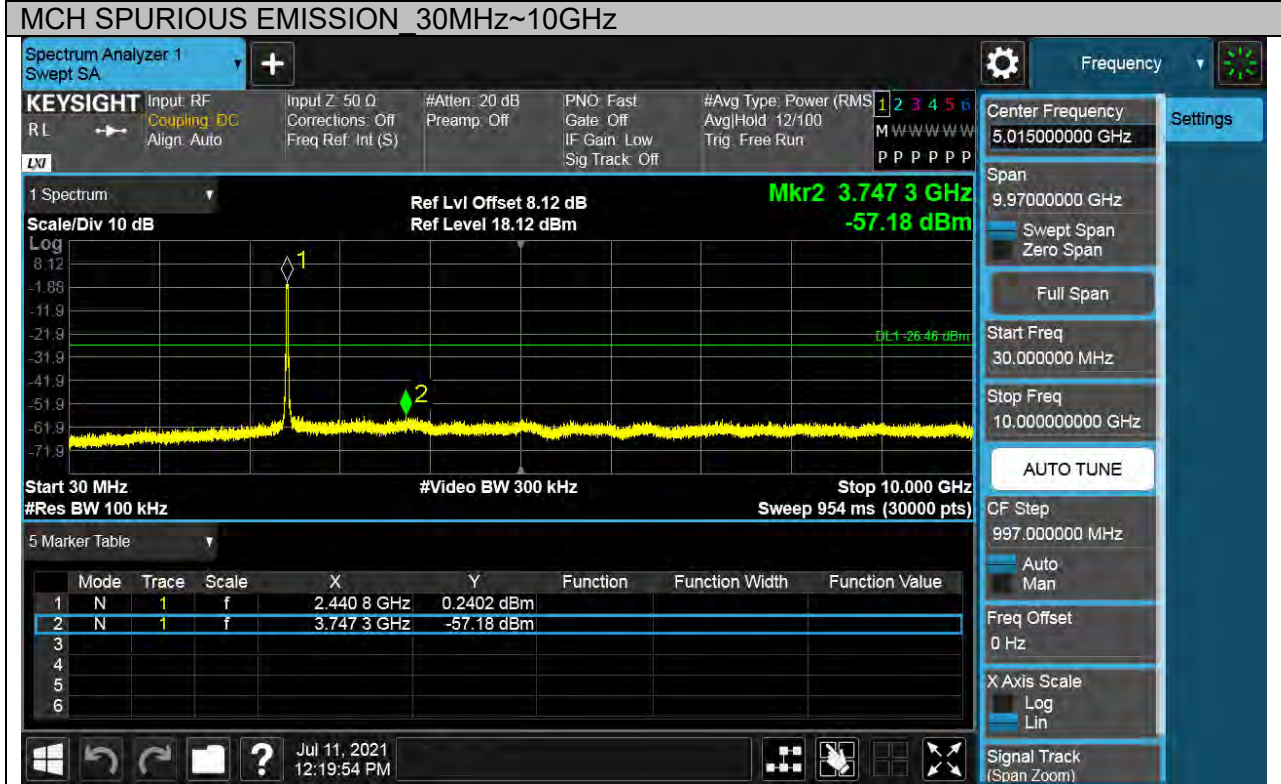 MCH SPURIOUS EMISSION_30MHz~10GHz
Spectrum Analyzer 1
Swept SA
+
Frequency
KEYSIGHT
RL
LXI
Input: RF
Coupling: DC
Align: Auto
Input Z: 50 Ω
Corrections: Off
Freq Ref: Int (S)
#Atten: 20 dB
Preamp: Off
PNO: Fast
Gate: Off
IF Gain: Low
Sig Track: Off
#Avg Type: Power (RMS
Avg|Hold: 12/100
Trig: Free Run
1 2 3 4 5 6
M W W W W W
P P P P P P
Center Frequency
5.015000000 GHz
Settings
1 Spectrum
Scale/Div 10 dB
Ref Lvl Offset 8.12 dB
Ref Level 18.12 dBm
Mkr2 3.747 3 GHz
-57.18 dBm
Log
8.12
-1.88
-11.9
-21.9
-31.9
-41.9
-51.9
-61.9
-71.9
1
2
DL1 -26.46 dBm
Start 30 MHz
#Res BW 100 kHz
#Video BW 300 kHz
Stop 10.000 GHz
Sweep 954 ms (30000 pts)
Span
9.97000000 GHz
Swept Span
Zero Span
Full Span
Start Freq
30.000000 MHz
Stop Freq
10.000000000 GHz
AUTO TUNE
CF Step
997.000000 MHz
Auto
Man
Freq Offset
0 Hz
X Axis Scale
Log
Lin
Signal Track
(Span Zoom)
5 Marker Table
Mode Trace Scale X Y Function Function Width Function Value
1 N 1 f 2.440 8 GHz 0.2402 dBm
2 N 1 f 3.747 3 GHz -57.18 dBm
3
4
5
6
?
Jul 11, 2021
12:19:54 PM